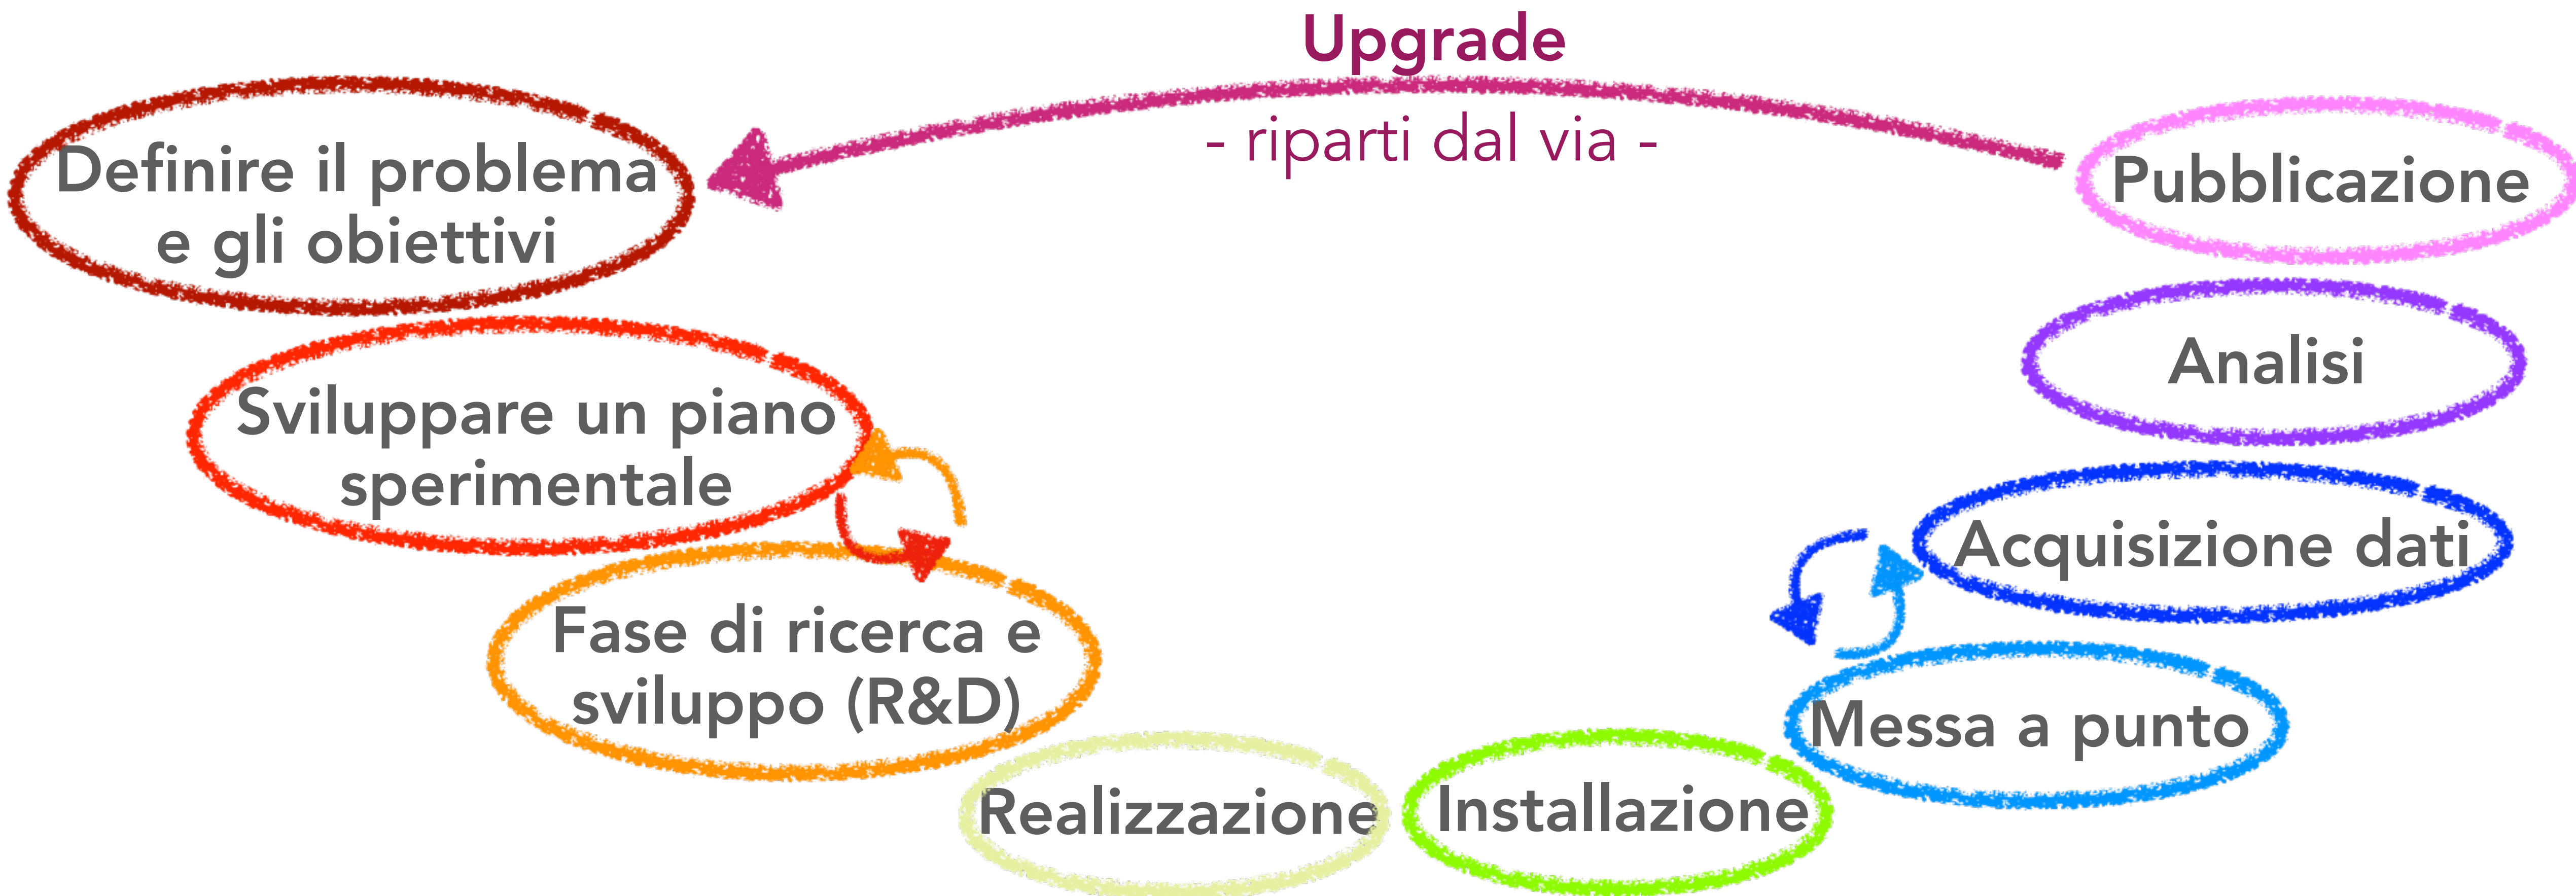 Upgrade
- riparti dal via -
Definire il problema
e gli obiettivi
Sviluppare un piano
sperimentale
Fase di ricerca e
sviluppo (R&D)
Realizzazione
Installazione
Messa a punto
Acquisizione dati
Analisi
Pubblicazione